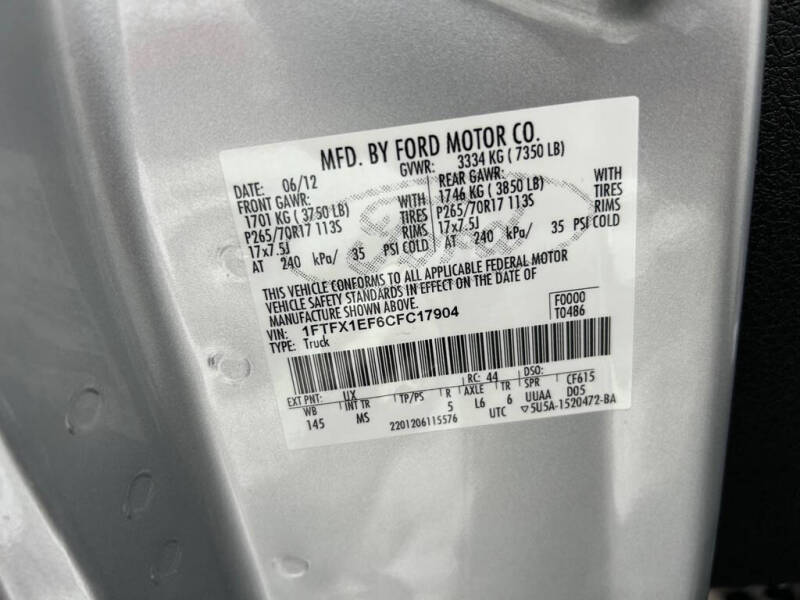 MFD. BY FORD MOTOR CO.
DATE: 06/12 GVWR: 3334 KG ( 7350 LB)
FRONT GAWR: REAR GAWR: WITH
1701 KG ( 3750 LB) 1746 KG ( 3850 LB) TIRES
P265/70R17 113S P265/70R17 113S RIMS
17x7.5J 17x7.5J
AT 240 kPa/ 35 PSI COLD AT 240 kPa/ 35 PSI COLD
WITH
TIRES
RIMS
Ford
THIS VEHICLE CONFORMS TO ALL APPLICABLE FEDERAL MOTOR
VEHICLE SAFETY STANDARDS IN EFFECT ON THE DATE OF
MANUFACTURE SHOWN ABOVE.
VIN: 1FTFX1EF6CFC17904 F0000
TYPE: Truck T0486
EXT PNT: UX RC: 44 DSO:
WB INT TR TP/PS R AXLE TR SPR CF615
145 MS 5 L6 6 UUAA D05
2201206115576 UTC ▽5U5A-1520472-BA